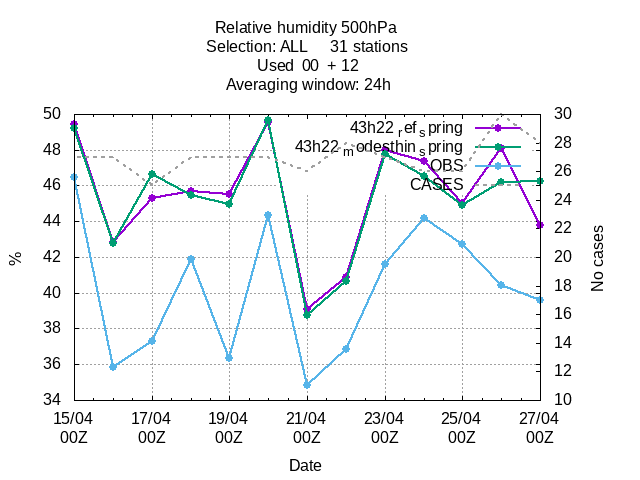 Relative humidity 500hPa
Selection: ALL     31 stations
Used  00  + 12
Averaging window: 24h
50
48
46
44
42
40
38
36
34
30
28
26
24
22
20
18
16
14
12
10
43h22_ref_spring
43h22_modesthin_spring
OBS
CASES
%
No cases
15/04
00Z
17/04
00Z
19/04
00Z
21/04
00Z
23/04
00Z
25/04
00Z
27/04
00Z
Date